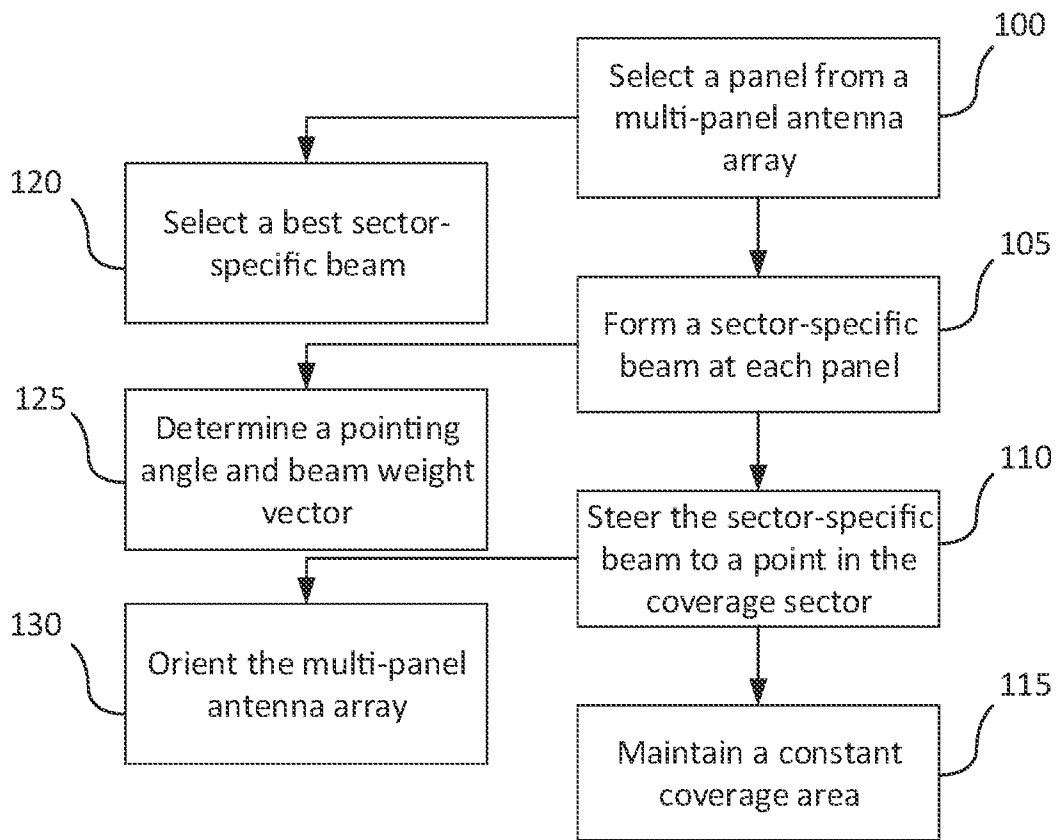 100
Select a panel from a
multi-panel antenna
array
120
Select a best sector-
specific beam
105
Form a sector-specific
beam at each panel
125
Determine a pointing
angle and beam weight
vector
110
Steer the sector-specific
beam to a point in the
coverage sector
130
Orient the multi-panel
antenna array
115
Maintain a constant
coverage area